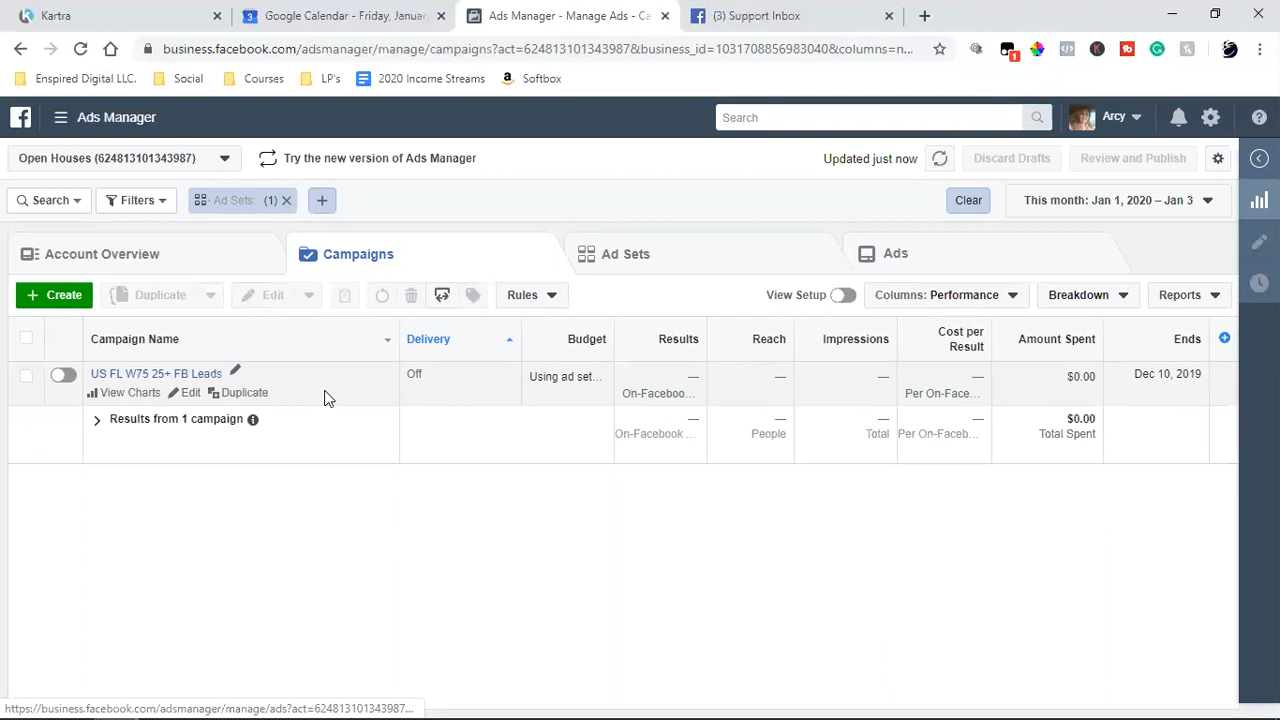 Kartra
Google Calendar - Friday, January
Ads Manager - Manage Ads - Ca
(3) Support Inbox
business.facebook.com/adsmanager/manage/campaigns?act=624813101343987&business_id=1031708856983040&columns=n...
1
Enspired Digital LLC.
Social
Courses
LP's
2020 Income Streams
Softbox
Ads Manager
Search
Arcy
Open Houses (624813101343987)
Try the new version of Ads Manager
Updated just now
Discard Drafts
Review and Publish
Search
Filters
Ad Sets: (1)
Clear
This month: Jan 1, 2020 – Jan 3
Account Overview
Campaigns
Ad Sets
Ads
+ Create
Duplicate
Edit
Rules
View Setup
Columns: Performance
Breakdown
Reports
Campaign Name
Delivery
Budget
Results
Reach
Impressions
Cost per Result
Amount Spent
Ends
US FL W75 25+ FB Leads
Off
Using ad set...
—
—
—
—
$0.00
Dec 10, 2019
View Charts
Edit
Duplicate
On-Faceboo...
Per On-Face...
Results from 1 campaign
—
—
—
—
$0.00
On-Facebook ...
People
Total
Per On-Faceb...
Total Spent
https://business.facebook.com/adsmanager/manage/ads?act=624813101343987...